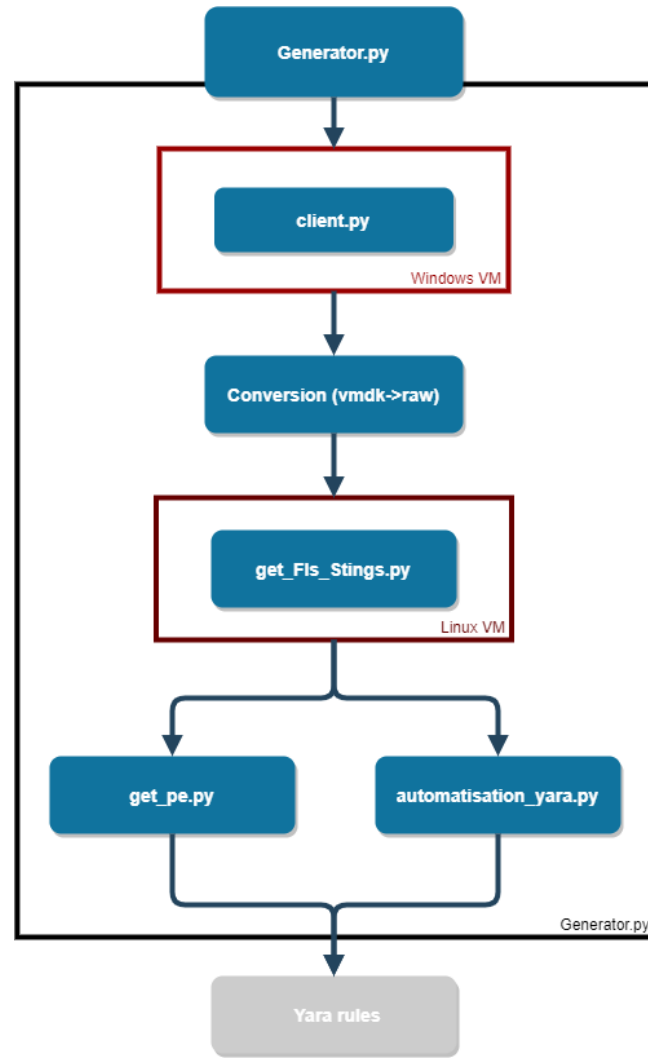 Generator.py
client.py
Windows VM
Conversion (vmdk->raw)
get_Fls_Stings.py
Linux VM
get_pe.py
automatisation_yara.py
Generator.py
Yara rules